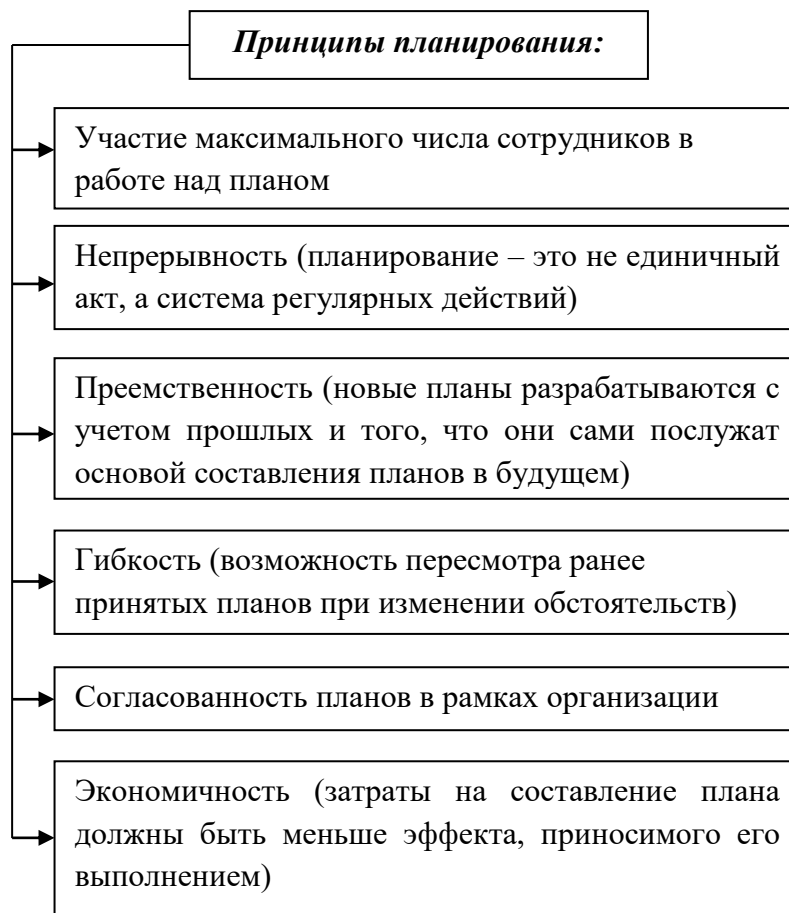 Принципы планирования:
Участие максимального числа сотрудников в
работе над планом
Непрерывность (планирование – это не единичный
акт, а система регулярных действий)
Преемственность (новые планы разрабатываются с
учетом прошлых и того, что они сами послужат
основой составления планов в будущем)
Гибкость (возможность пересмотра ранее
принятых планов при изменении обстоятельств)
Согласованность планов в рамках организации
Экономичность (затраты на составление плана
должны быть меньше эффекта, приносимого его
выполнением)